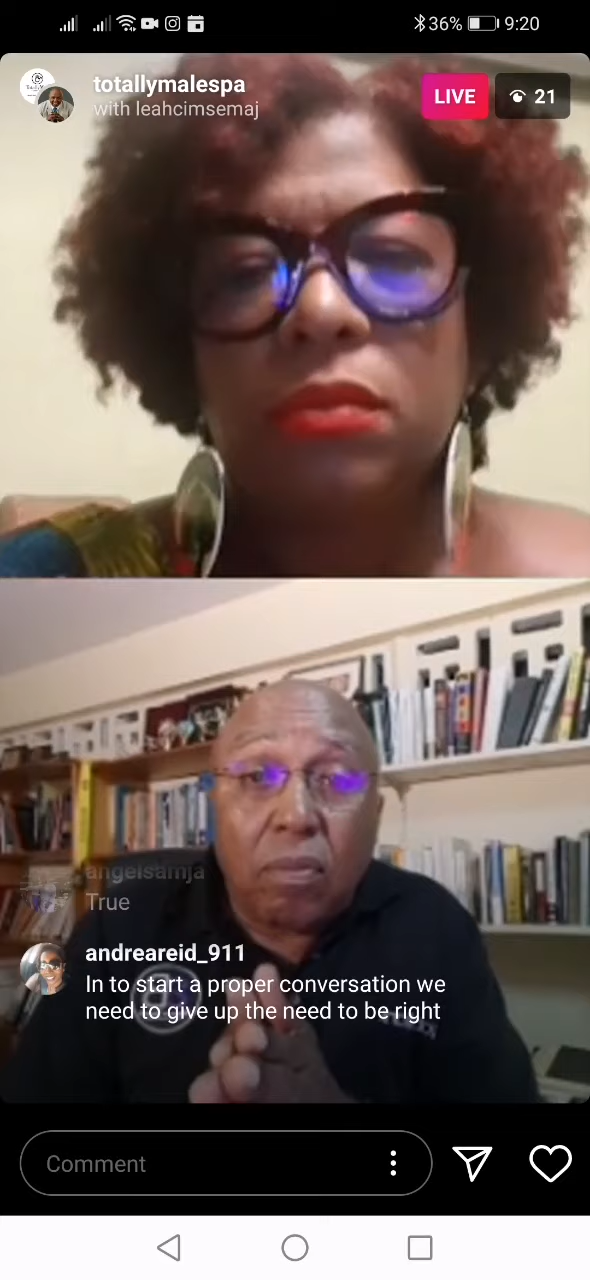 36% 9:20
totallymalespa
with leahcimsemaj
LIVE
21
angelsamja
True
andreareid_911
In to start a proper conversation we
need to give up the need to be right
Comment